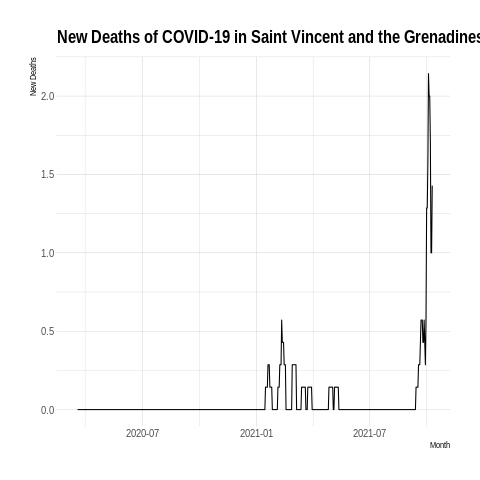 New Deaths of COVID-19 in Saint Vincent and the Grenadines
New Deaths
2.0
1.5
1.0
0.5
0.0
2020-07
2021-01
2021-07
Month